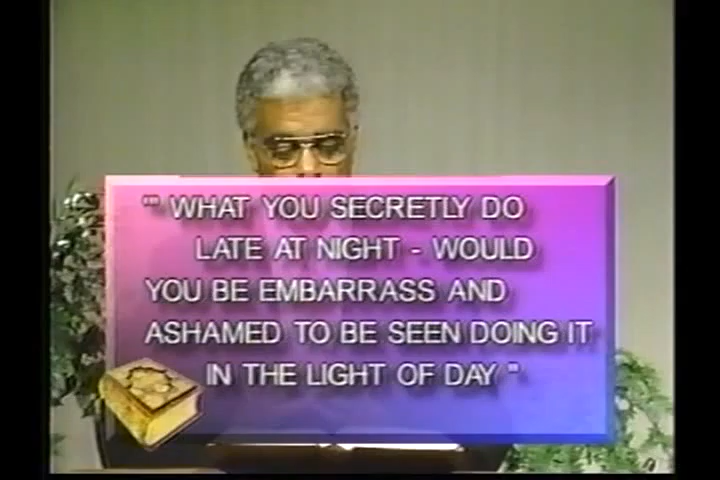 "' WHAT YOU SECRETLY DO
LATE AT NIGHT - WOULD
YOU BE EMBARRASS AND
ASHAMED TO BE SEEN DOING IT
IN THE LIGHT OF DAY "